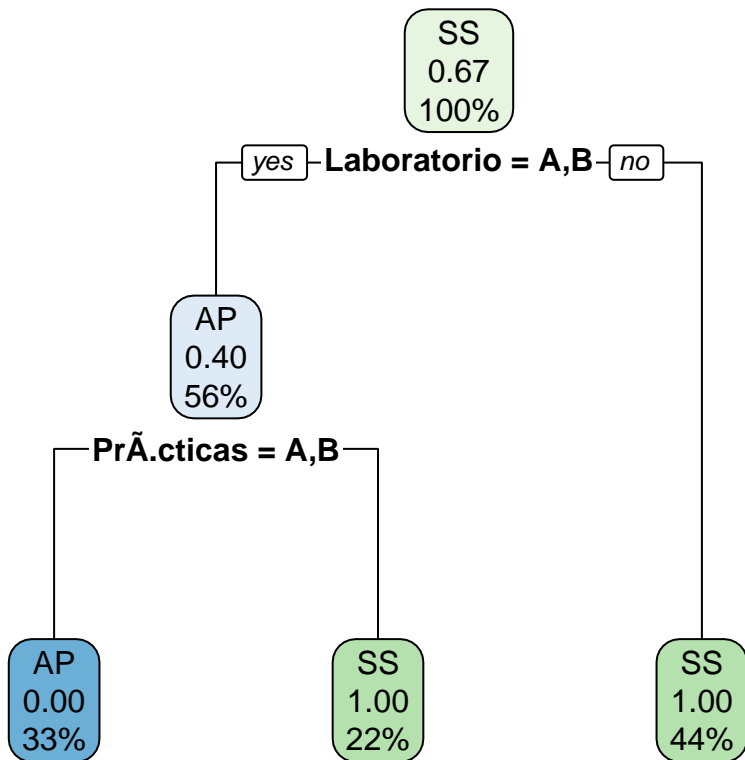 SS
0.67
100%
yes Laboratorio = A,B no
AP
0.40
56%
PrÃ.cticas = A,B
AP
0.00
33%
SS
1.00
22%
SS
1.00
44%